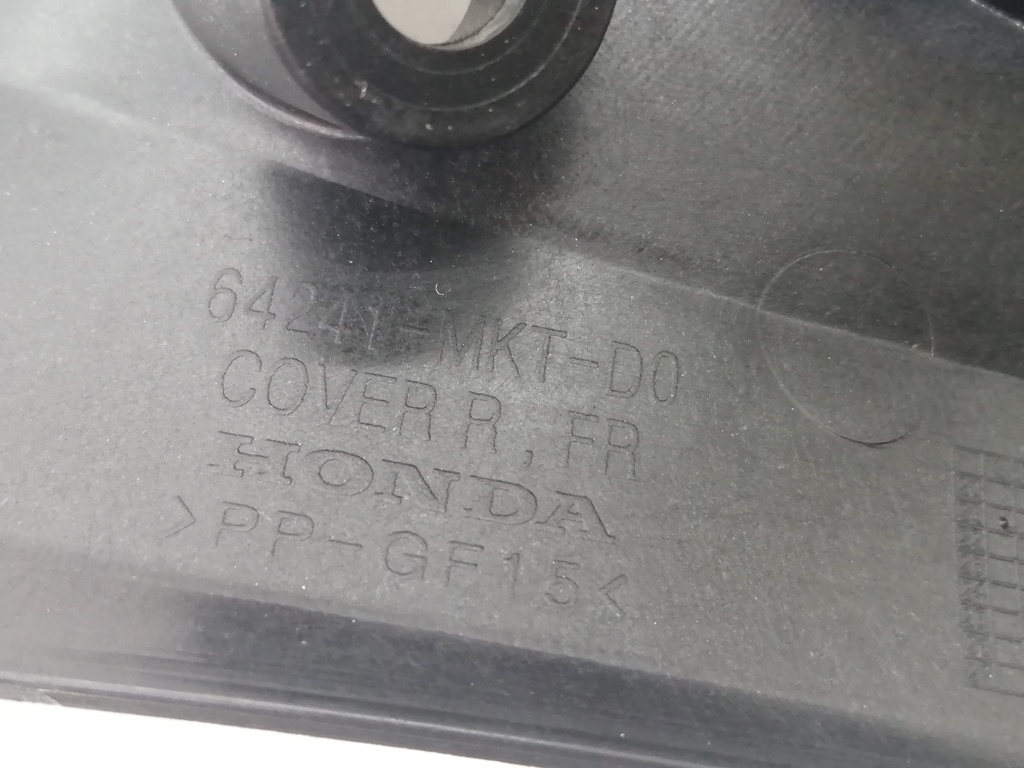 64241-MKT-D0
COVER R, FR
HONDA
>PP-GF15<